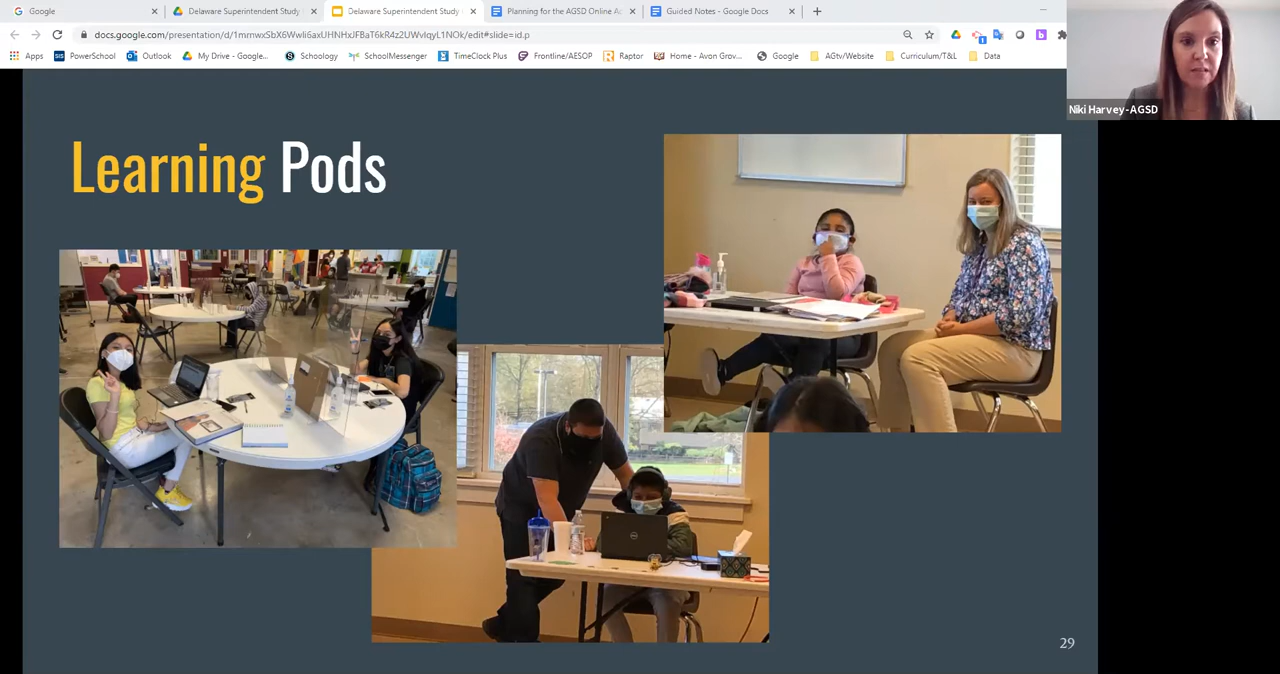 Google
Delaware Superintendent Study
Delaware Superintendent Study
Planning for the AGSD Online Ac
Guided Notes - Google Docs
docs.google.com/presentation/d/
/edit#slide=id.p
Apps
PowerSchool
Outlook
My Drive - Google...
Schoology
SchoolMessenger
TimeClock Plus
Frontline/AESOP
Raptor
Home - Avon Grov...
Google
AGtv/Website
Curriculum/T&L
Data
Niki Harvey-AGSD
Learning Pods
29